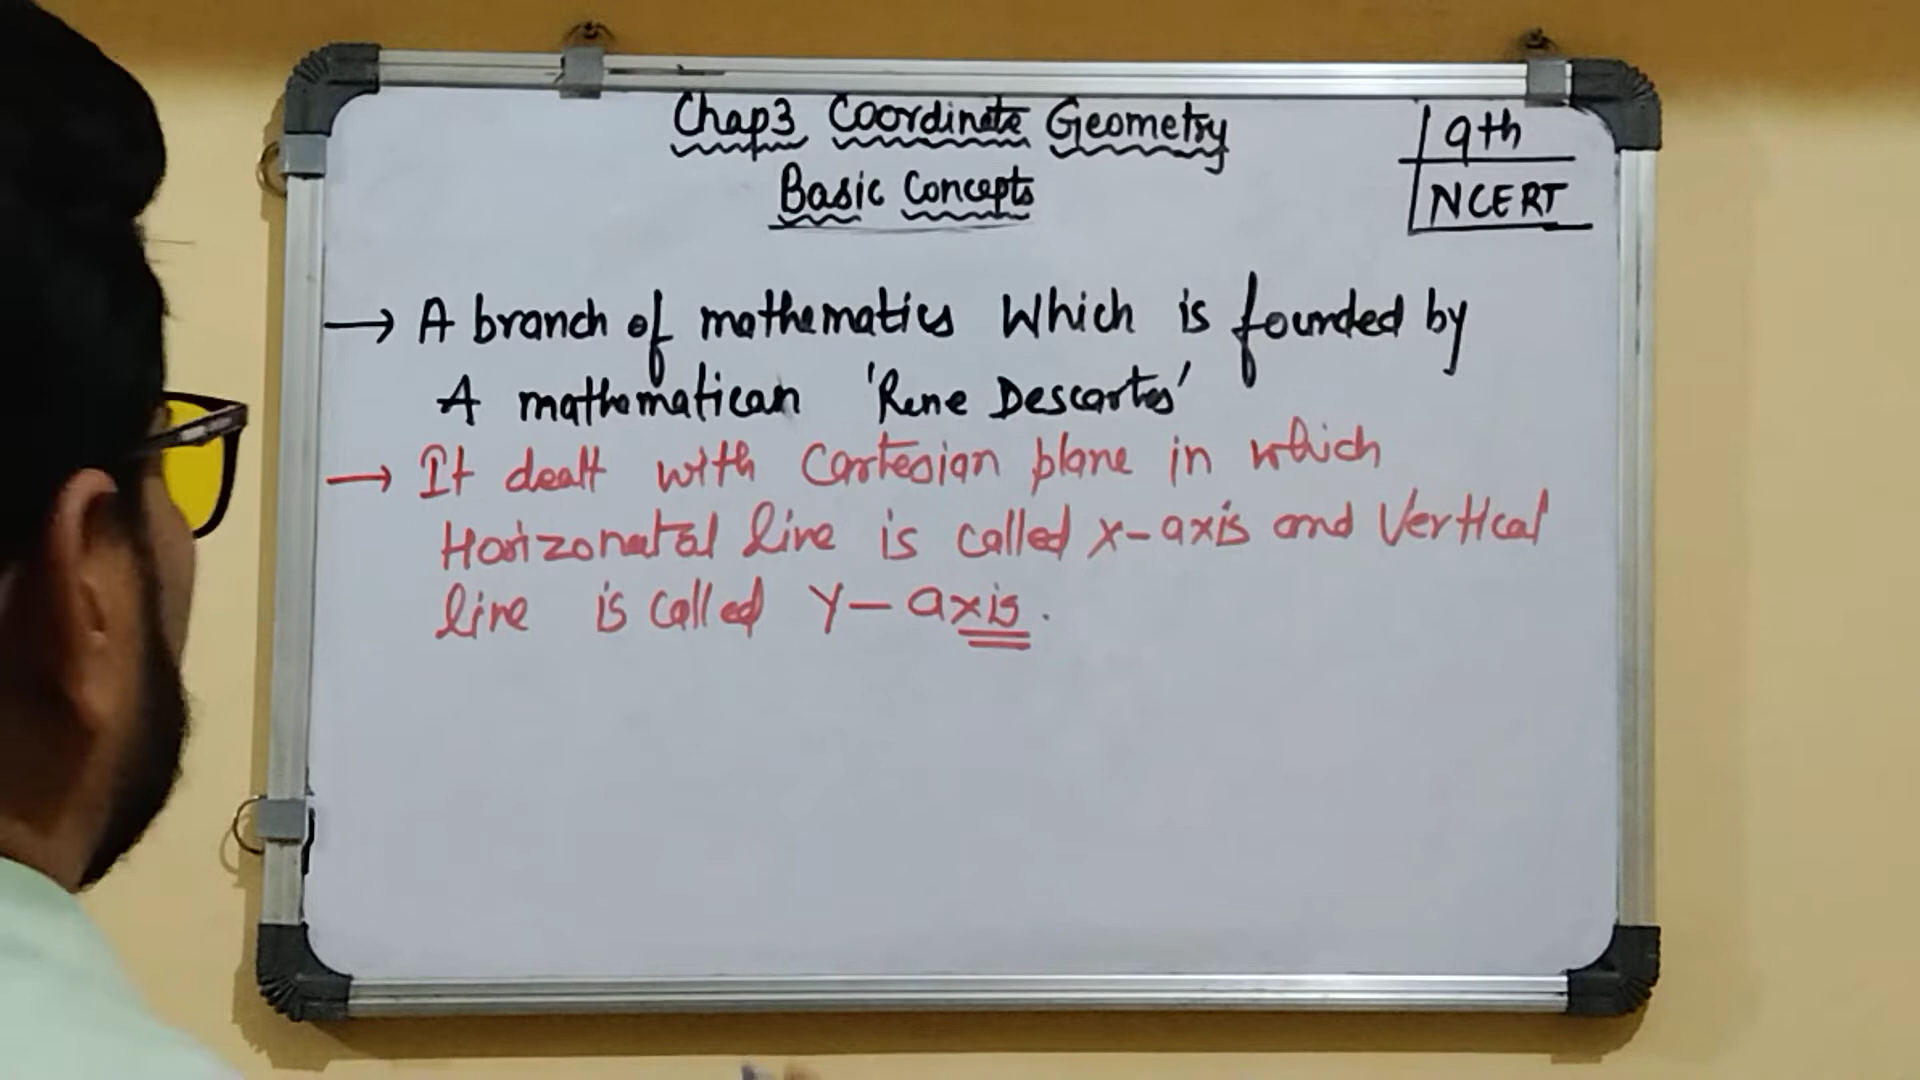 Chap3 Coordinate Geometry
Basic Concepts
9th
NCERT
→ A branch of mathematics Which is founded by
A mathematican 'Rene Descartes'
→ It dealt with Cartesian plane in which
Horizonatal line is called x-axis and Vertical
line is called Y-axis.